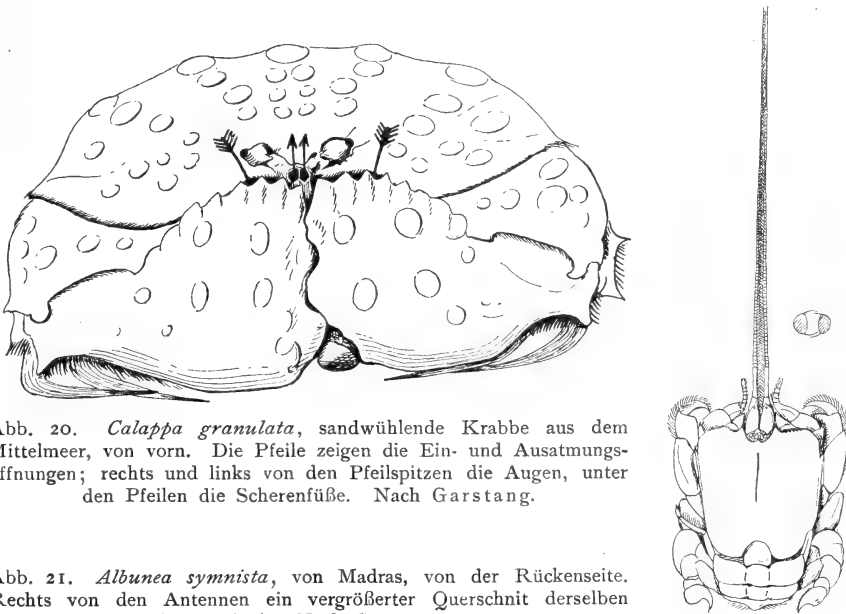 Abb. 20. Calappa granulata, sandwühlende Krabbe aus dem
Mittelmeer, von vorn. Die Pfeile zeigen die Ein- und Ausatmungs-
öffnungen; rechts und links von den Pfeilspitzen die Augen, unter
den Pfeilen die Scherenfüße. Nach Garstang.
Abb. 21. Albunea symnista, von Madras, von der Rückenseite.
Rechts von den Antennen ein vergrößerter Querschnit derselben